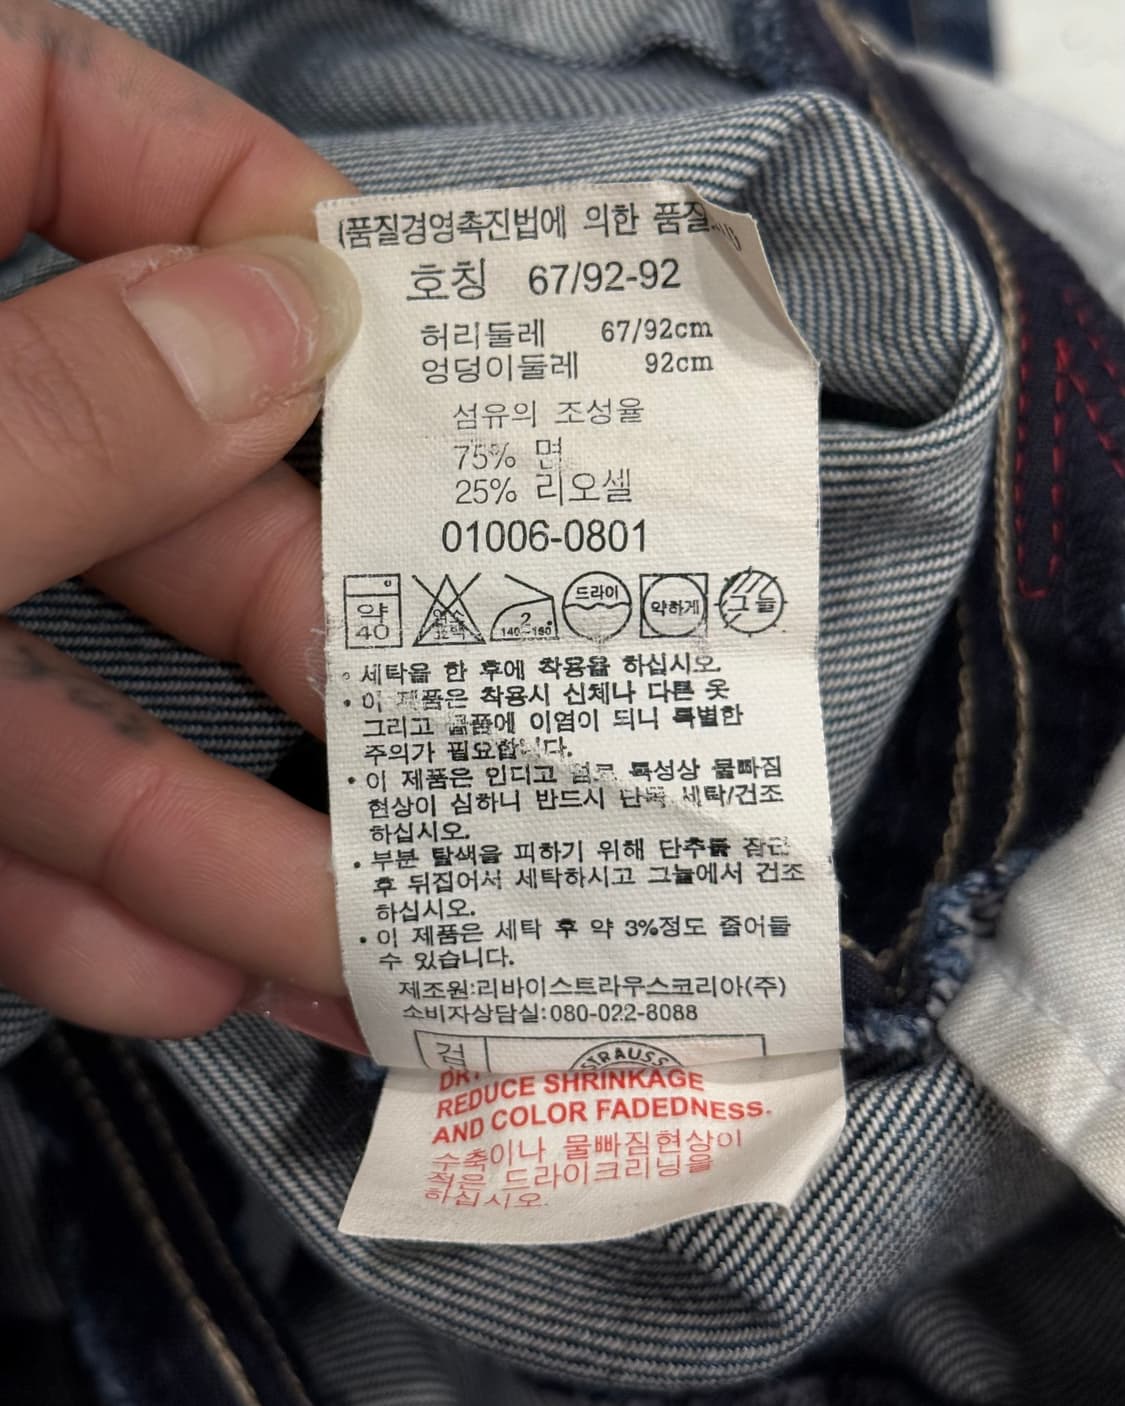 (품질경영촉진법에 의한 품질
호칭 67/92-92
허리둘레 67/92cm
엉덩이둘레 92cm
섬유의 조성율
75% 면
25% 리오셀
01006-0801
약 40
2 140~160
드라이
약하게
그늘
• 세탁을 한 후에 착용을 하십시오.
• 이 제품은 착용시 신체나 다른 옷
그리고 물품에 이염이 되니 특별한
주의가 필요합니다.
• 이 제품은 인디고 특성상 물빠짐
현상이 심하니 반드시 단독 세탁/건조
하십시오.
• 부분 탈색을 피하기 위해 단추를 잠근
후 뒤집어서 세탁하시고 그늘에서 건조
하십시오.
• 이 제품은 세탁 후 약 3%정도 줄어들
수 있습니다.
제조원:리바이스트라우스코리아(주)
소비자상담실:080-022-8088
검
STRAUSS
REDUCE SHRINKAGE
AND COLOR FADEDNESS.
수축이나 물빠짐현상이
적은 드라이크리닝을
하십시오.